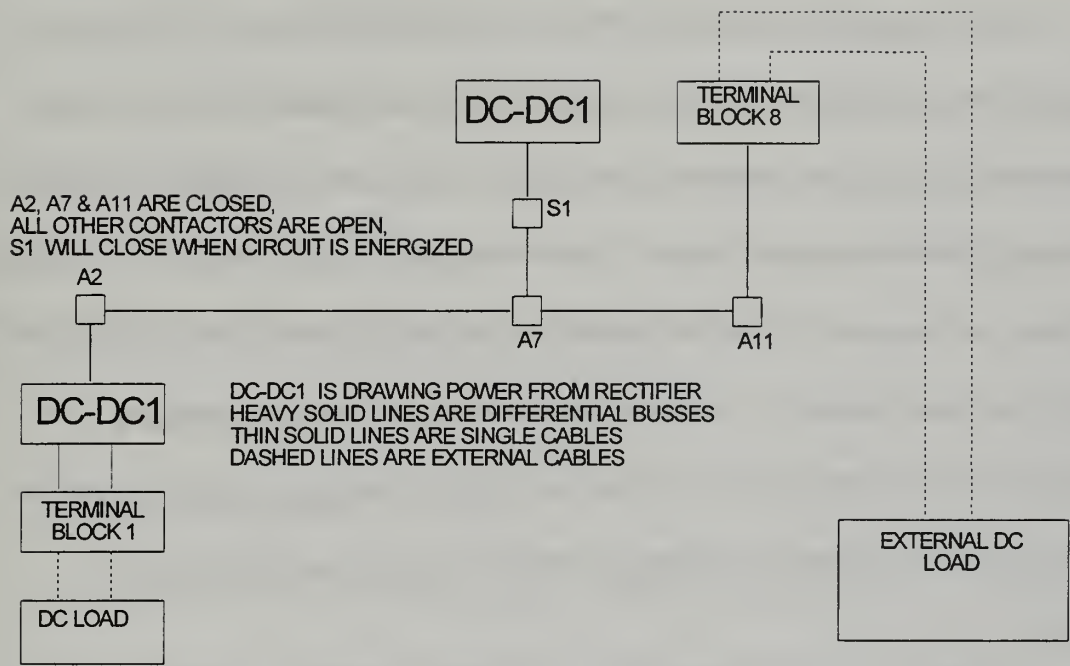 DC-DC1
TERMINAL
BLOCK 8
A2, A7 & A11 ARE CLOSED,
ALL OTHER CONTACTORS ARE OPEN,
S1 WILL CLOSE WHEN CIRCUIT IS ENERGIZED
S1
A2
A7
A11
DC-DC1
DC-DC1 IS DRAWING POWER FROM RECTIFIER
HEAVY SOLID LINES ARE DIFFERENTIAL BUSSES
THIN SOLID LINES ARE SINGLE CABLES
DASHED LINES ARE EXTERNAL CABLES
TERMINAL
BLOCK 1
DC LOAD
EXTERNAL DC
LOAD